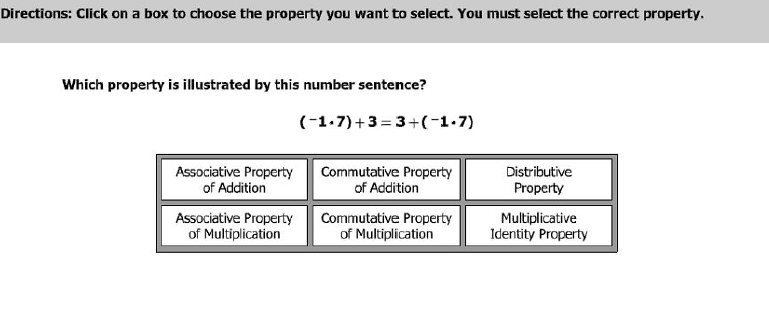 Directions: Click on a box to choose the property you want to select. You must select the correct property.
Which property is illustrated by this number sentence?
(⁻1·7)+3=3+(⁻1·7)
Associative Property
of Addition
Commutative Property
of Addition
Distributive
Property
Associative Property
of Multiplication
Commutative Property
of Multiplication
Multiplicative
Identity Property